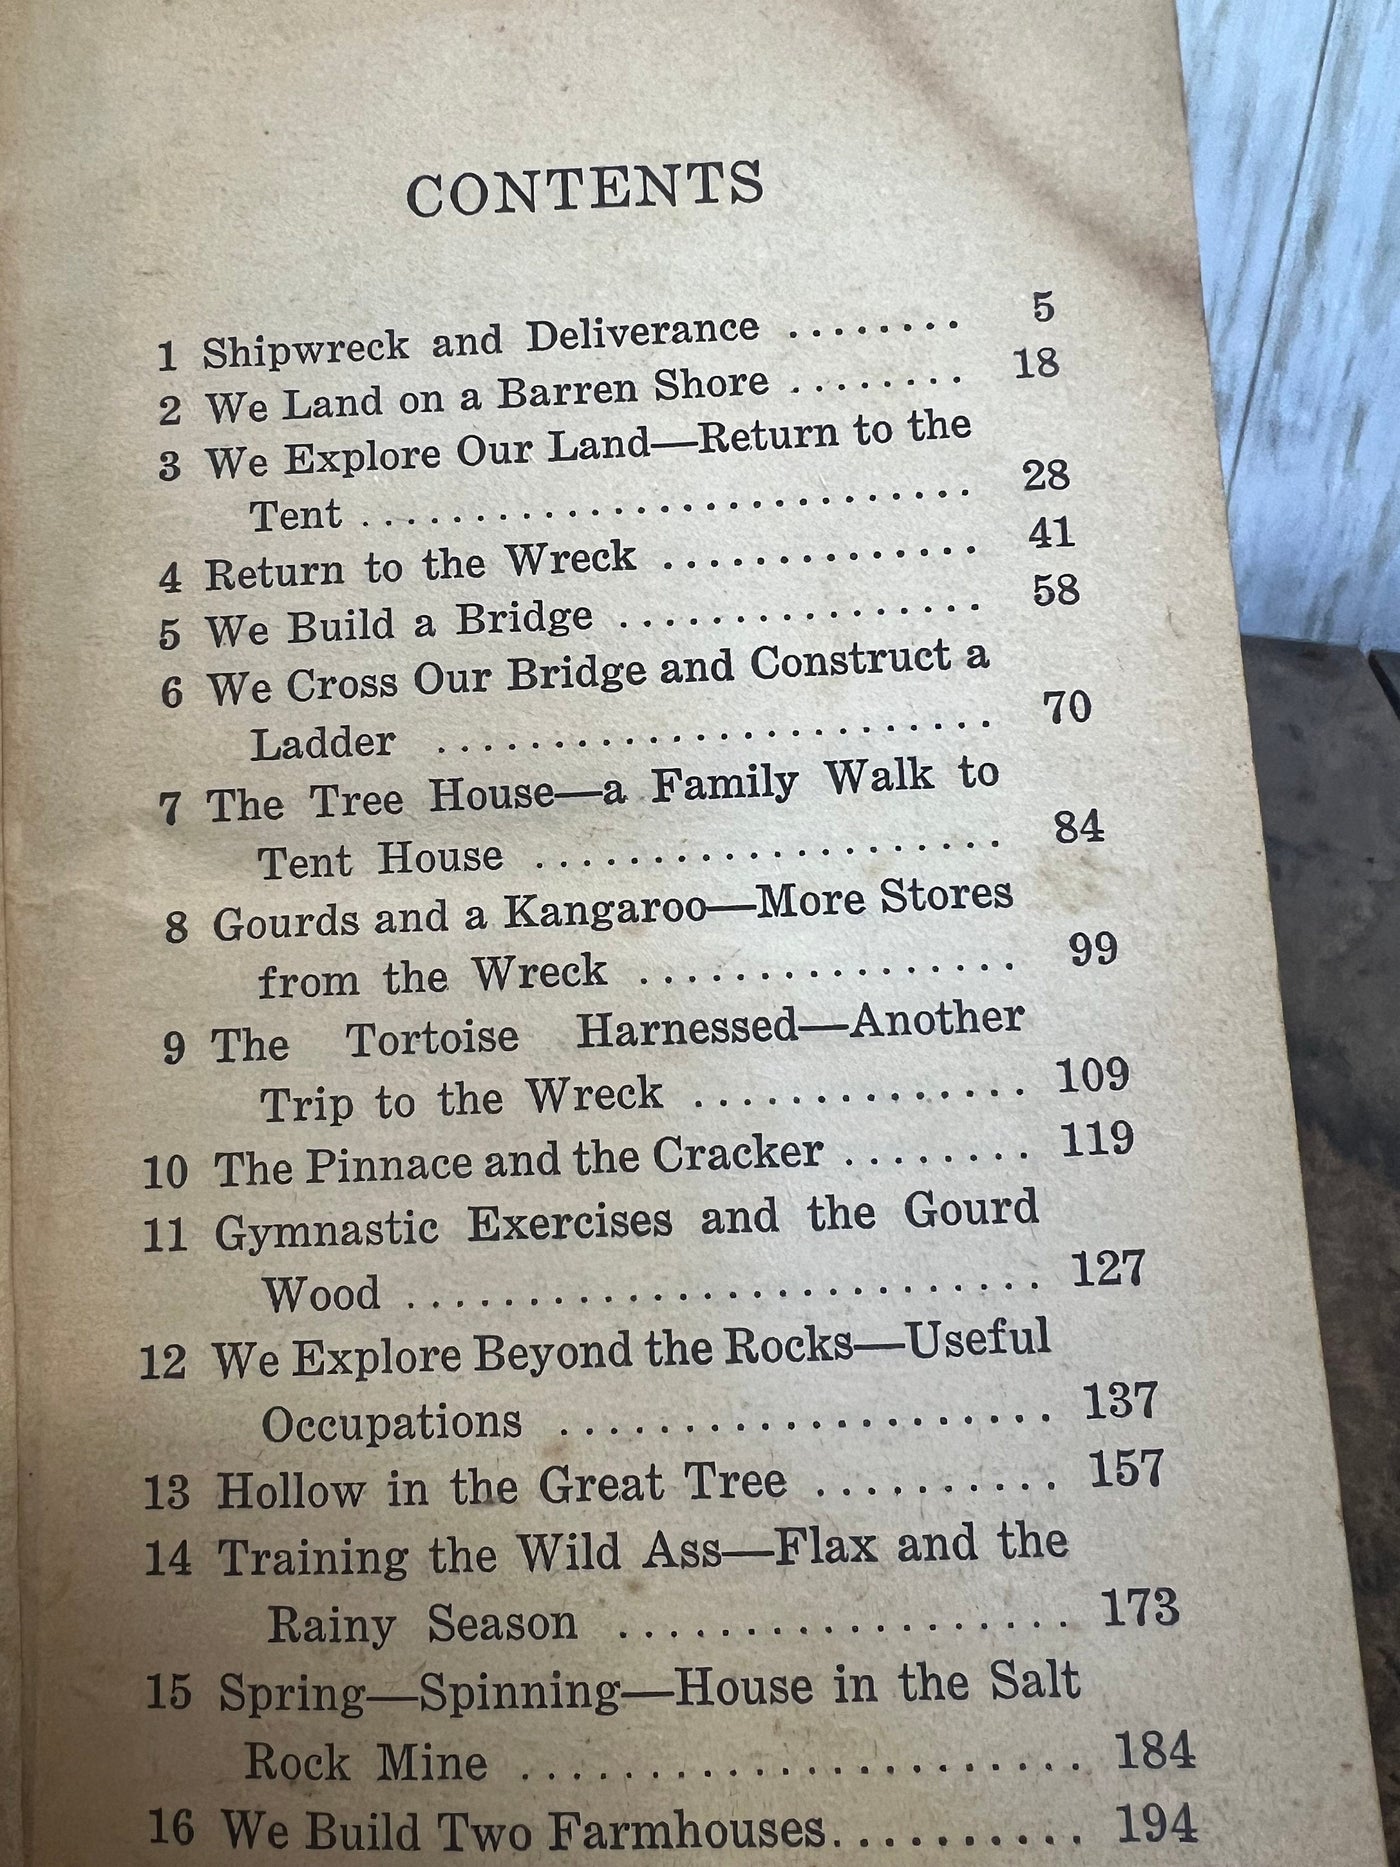 CONTENTS
1 Shipwreck and Deliverance ........ 5
2 We Land on a Barren Shore ........ 18
3 We Explore Our Land—Return to the
Tent ........................... 28
4 Return to the Wreck .............. 41
5 We Build a Bridge ................ 58
6 We Cross Our Bridge and Construct a
Ladder ........................ 70
7 The Tree House—a Family Walk to
Tent House .................... 84
8 Gourds and a Kangaroo—More Stores
from the Wreck ................ 99
9 The Tortoise Harnessed—Another
Trip to the Wreck .............. 109
10 The Pinnace and the Cracker ........ 119
11 Gymnastic Exercises and the Gourd
Wood .......................... 127
12 We Explore Beyond the Rocks—Useful
Occupations .................... 137
13 Hollow in the Great Tree .......... 157
14 Training the Wild Ass—Flax and the
Rainy Season .................. 173
15 Spring—Spinning—House in the Salt
Rock Mine ...................... 184
16 We Build Two Farmhouses.......... 194